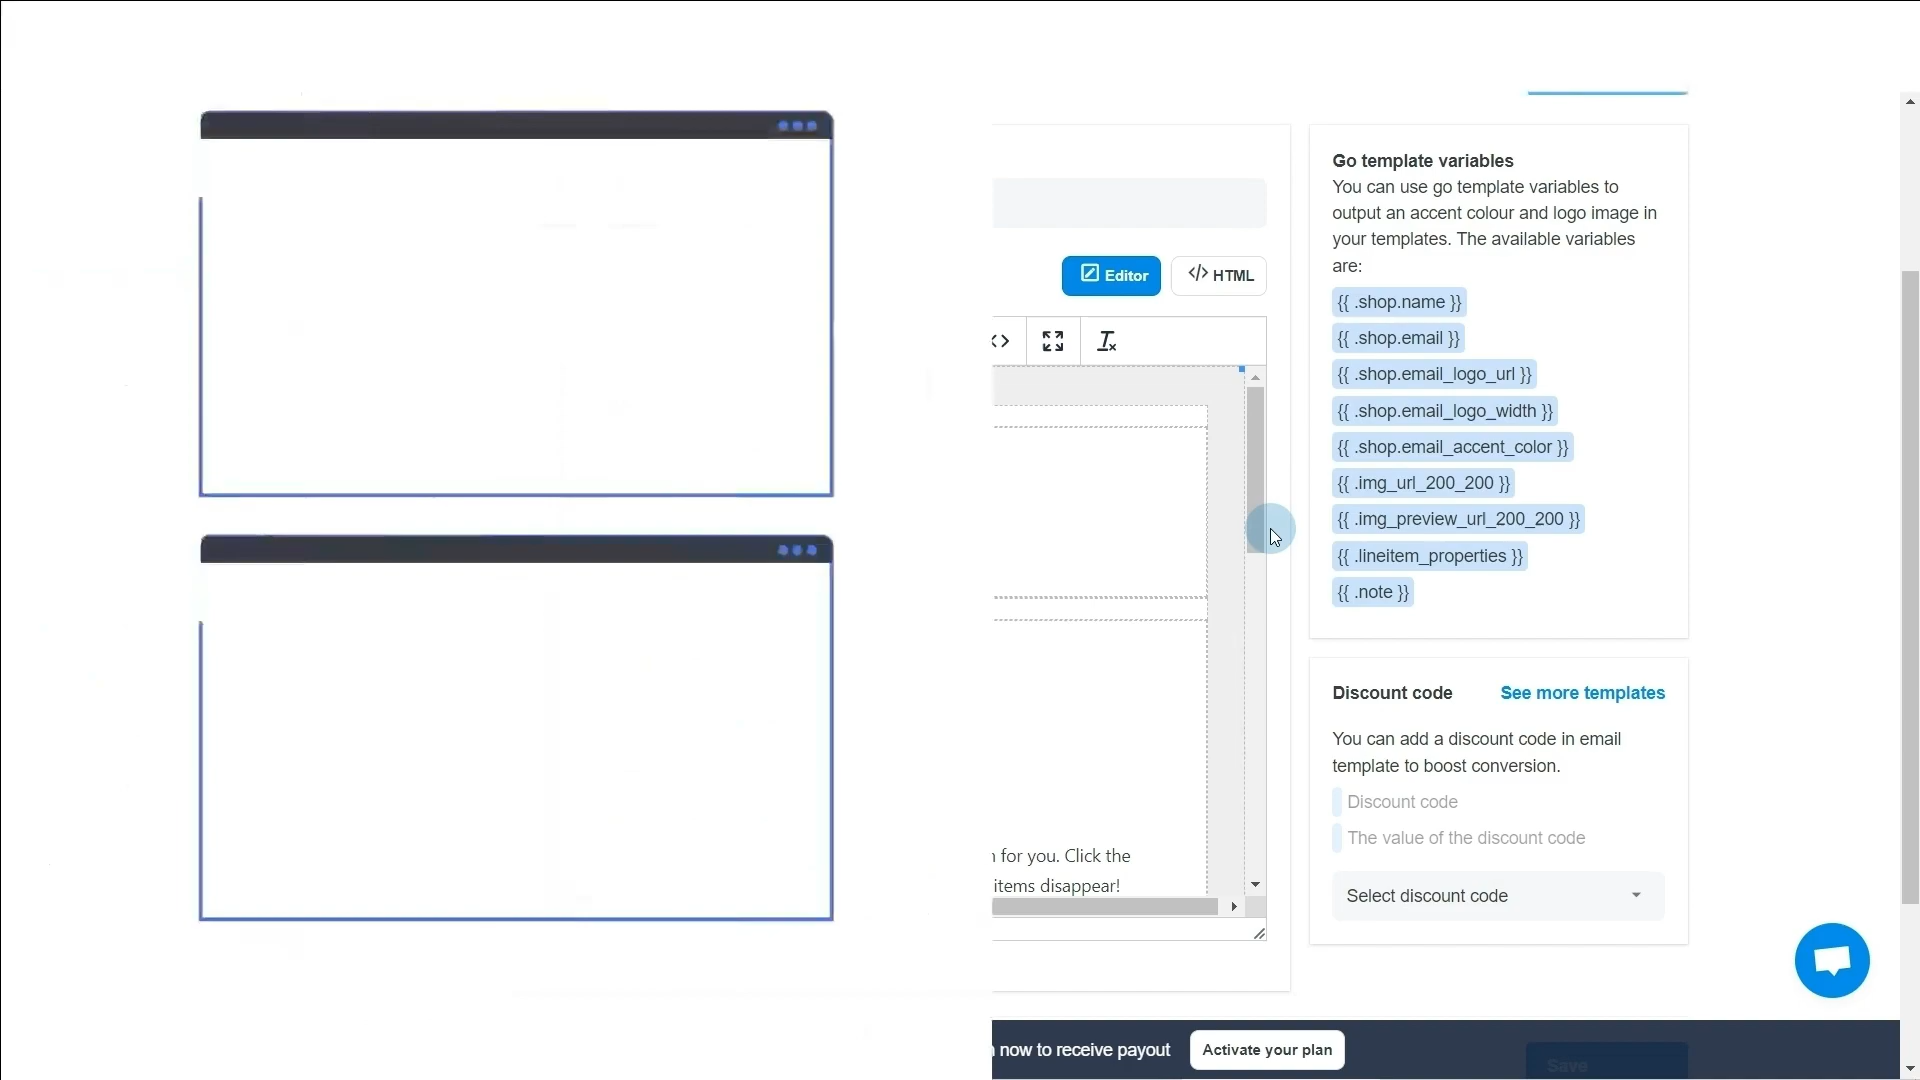 Editor
</> HTML
n for you. Click the
items disappear!
Go template variables
You can use go template variables to
output an accent colour and logo image in
your templates. The available variables
are:
{{ .shop.name }}
{{ .shop.email }}
{{ .shop.email_logo_url }}
{{ .shop.email_logo_width }}
{{ .shop.email_accent_color }}
{{ .img_url_200_200 }}
{{ .img_preview_url_200_200 }}
{{ .lineitem_properties }}
{{ .note }}
Discount code
See more templates
You can add a discount code in email
template to boost conversion.
Discount code
The value of the discount code
Select discount code
now to receive payout
Activate your plan
Save